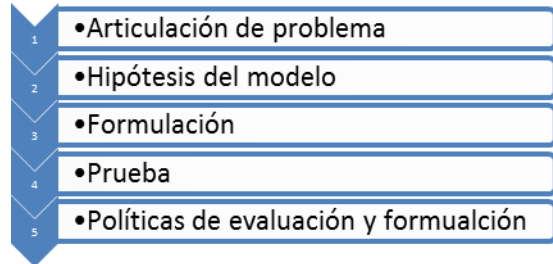 1 •Articulación de problema
2 •Hipótesis del modelo
3 •Formulación
4 •Prueba
5 •Políticas de evaluación y formualción